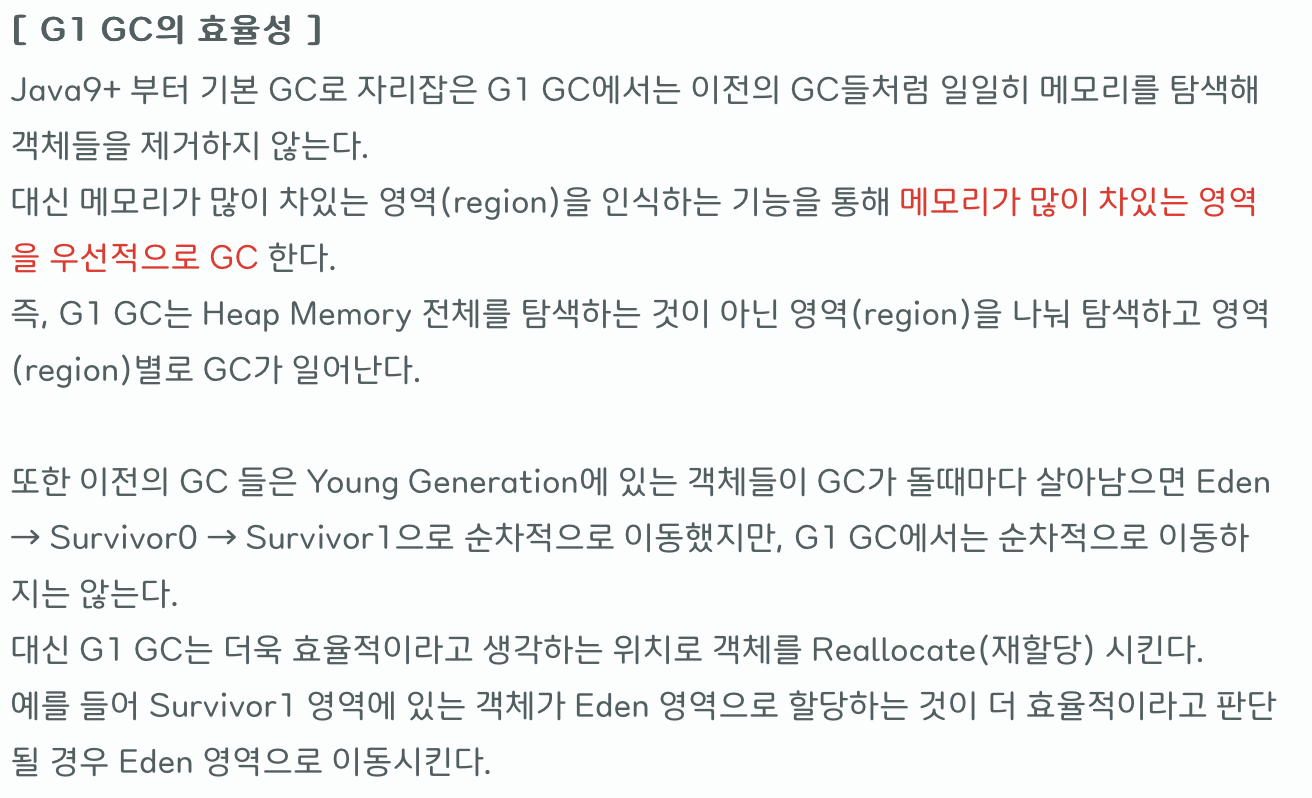 [ G1 GC의 효율성 ]
Java9+ 부터 기본 GC로 자리잡은 G1 GC에서는 이전의 GC들처럼 일일히 메모리를 탐색해
객체들을 제거하지 않는다.
대신 메모리가 많이 차있는 영역(region)을 인식하는 기능을 통해 메모리가 많이 차있는 영역
을 우선적으로 GC 한다.
즉, G1 GC는 Heap Memory 전체를 탐색하는 것이 아닌 영역(region)을 나눠 탐색하고 영역
(region)별로 GC가 일어난다.
또한 이전의 GC 들은 Young Generation에 있는 객체들이 GC가 돌때마다 살아남으면 Eden
→ Survivor0 → Survivor1으로 순차적으로 이동했지만, G1 GC에서는 순차적으로 이동하
지는 않는다.
대신 G1 GC는 더욱 효율적이라고 생각하는 위치로 객체를 Reallocate(재할당) 시킨다.
예를 들어 Survivor1 영역에 있는 객체가 Eden 영역으로 할당하는 것이 더 효율적이라고 판단
될 경우 Eden 영역으로 이동시킨다.